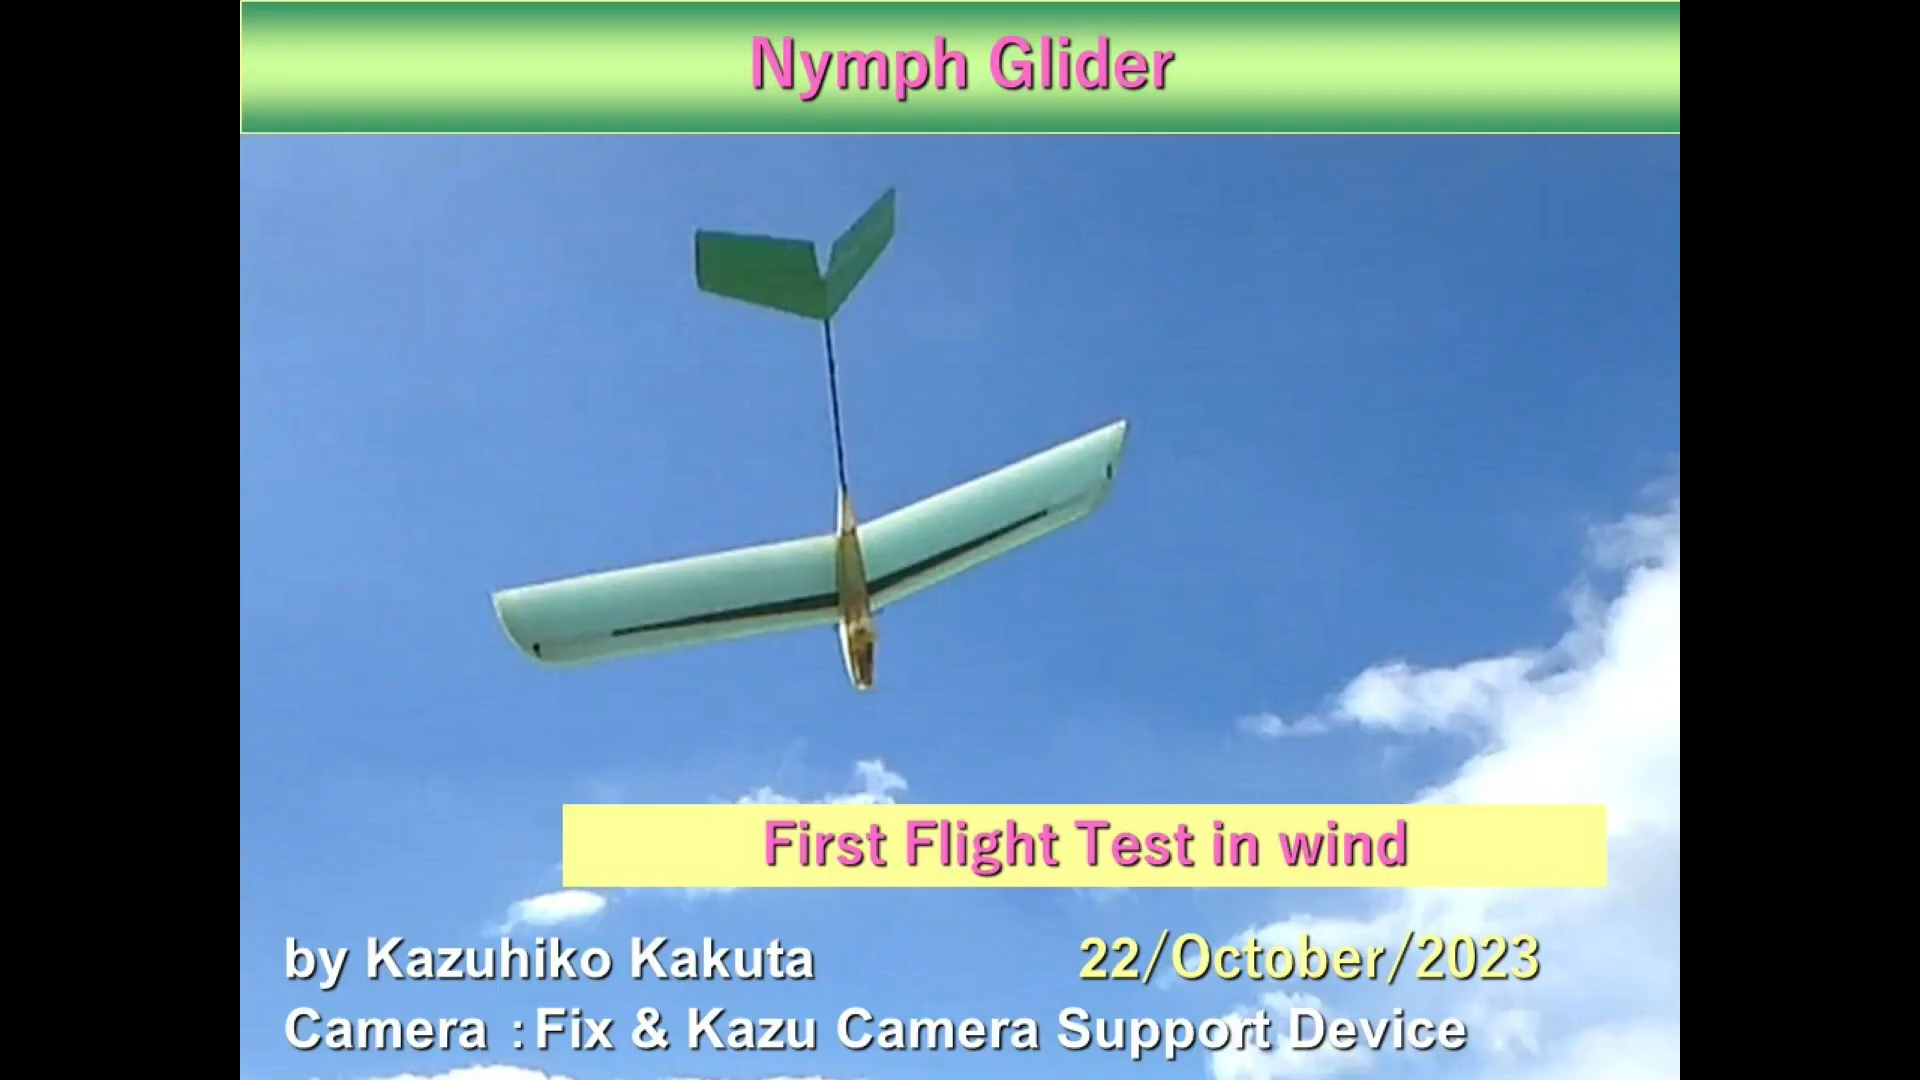 Nymph Glider
First Flight Test in wind
by Kazuhiko Kakuta
22/October/2023
Camera :Fix & Kazu Camera Support Device